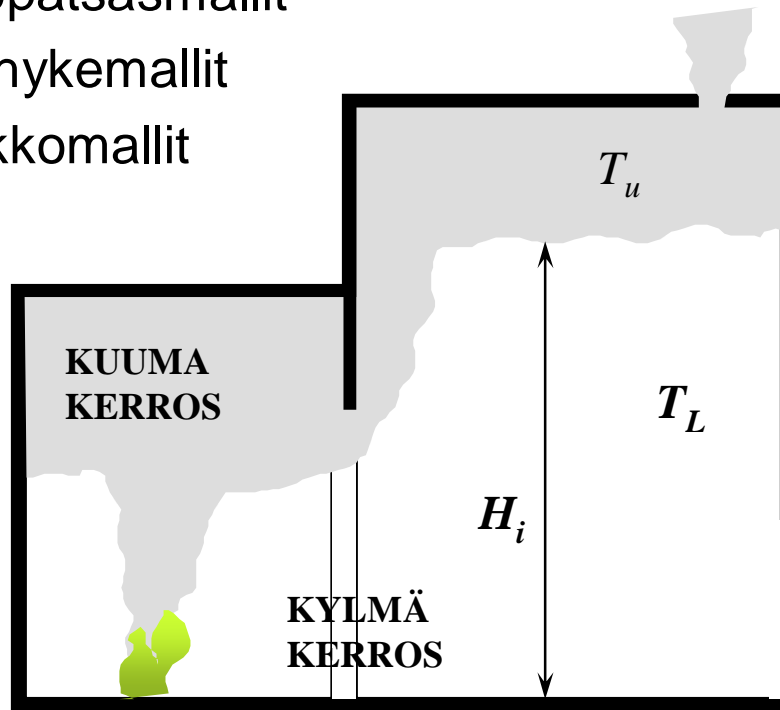 nykemallit
kkomallit
T_u
KUUMA
KERROS
T_L
H_i
KYLMÄ
KERROS